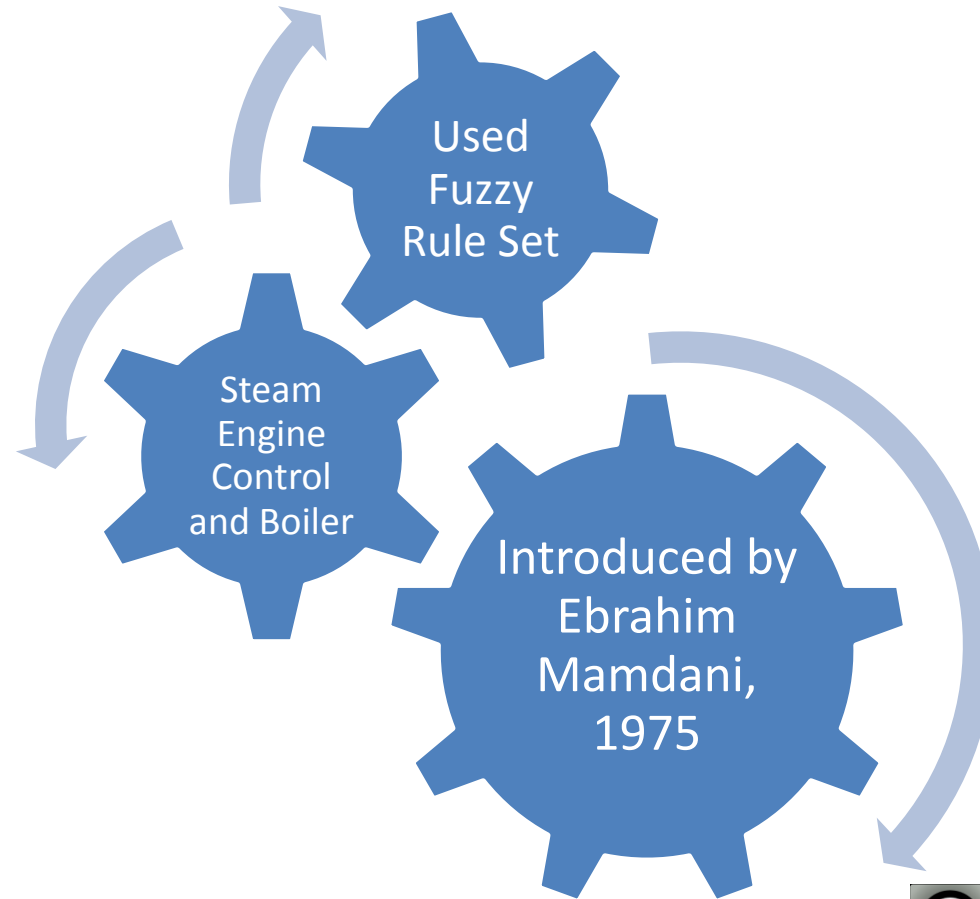 Used
Fuzzy
Rule Set
Steam
Engine
Control
and Boiler
Introduced by
Ebrahim
Mamdani,
1975